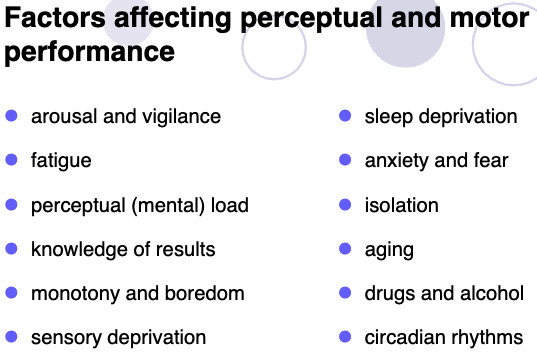 Factors affecting perceptual and motor
performance
arousal and vigilance
fatigue
perceptual (mental) load
knowledge of results
monotony and boredom
sensory deprivation
sleep deprivation
anxiety and fear
isolation
aging
drugs and alcohol
circadian rhythms